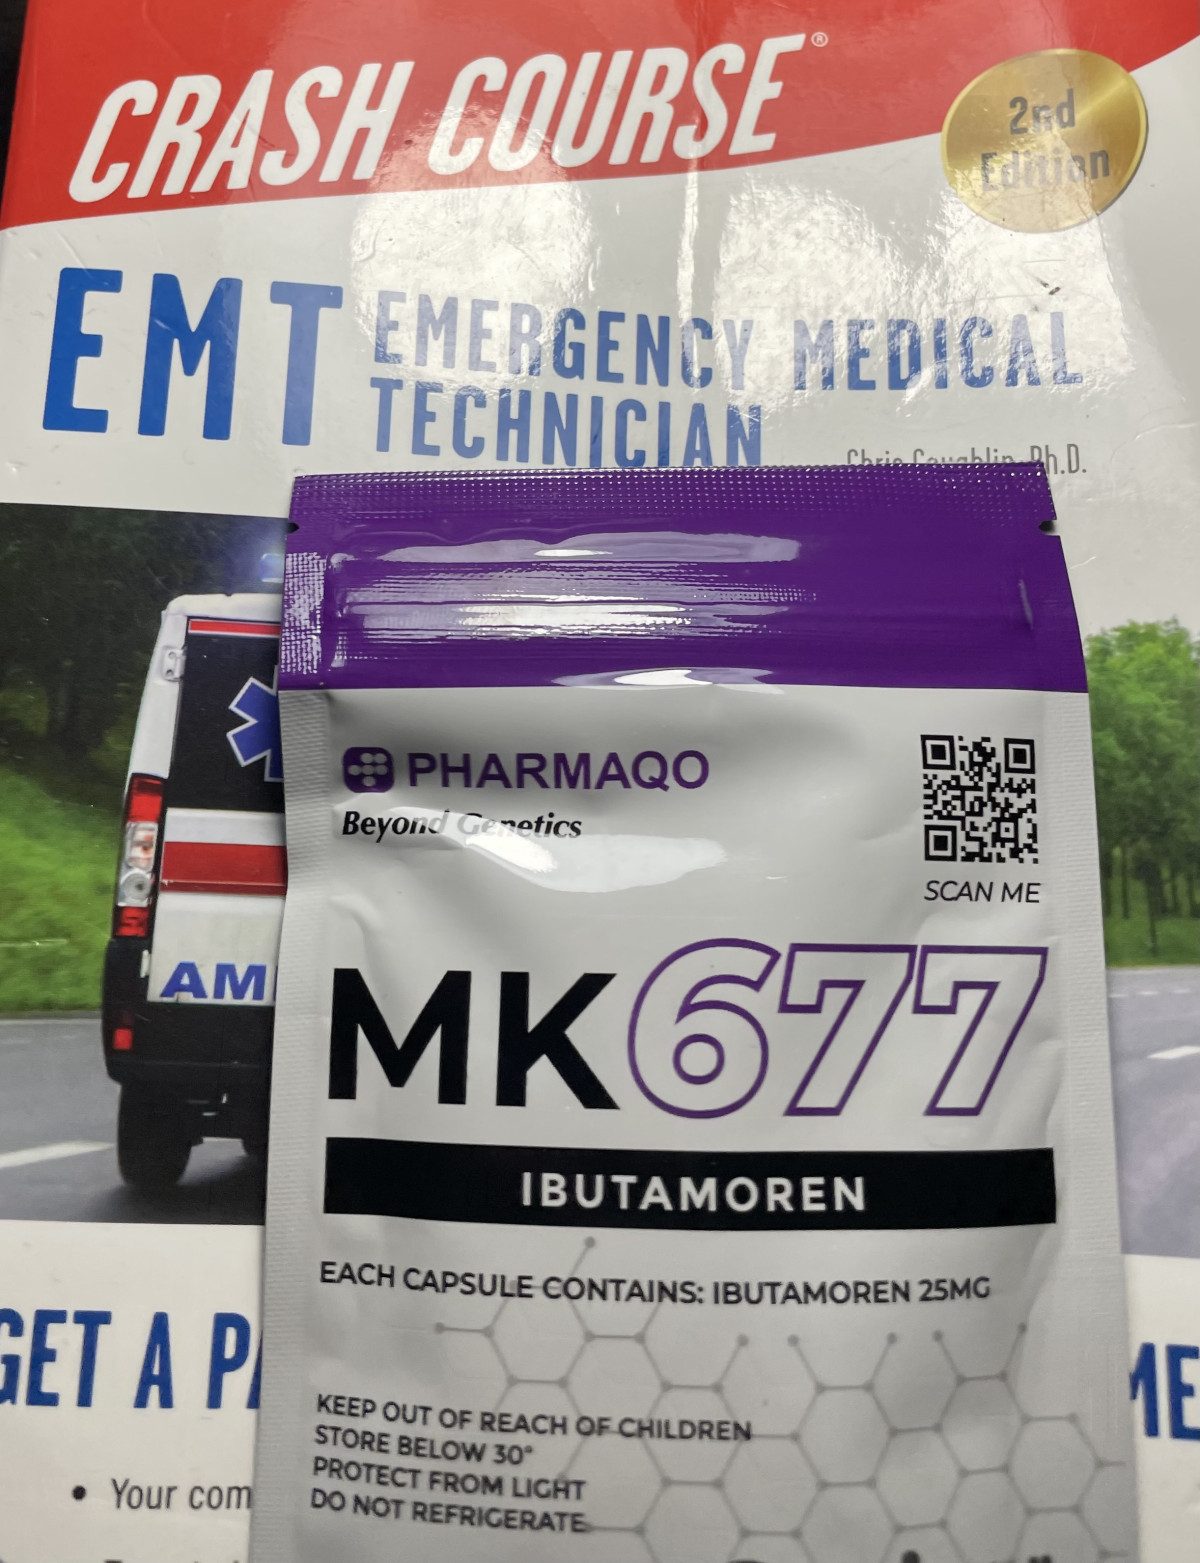 CRASH COURSE®
2nd
Edition
EMT EMERGENCY MEDICAL
TECHNICIAN
Ph.D.
AM
PHARMAQO
Beyond Genetics
SCAN ME
MK677
IBUTAMOREN
EACH CAPSULE CONTAINS: IBUTAMOREN 25MG
GET A
ME
KEEP OUT OF REACH OF CHILDREN
STORE BELOW 30°
PROTECT FROM LIGHT
DO NOT REFRIGERATE
• Your com